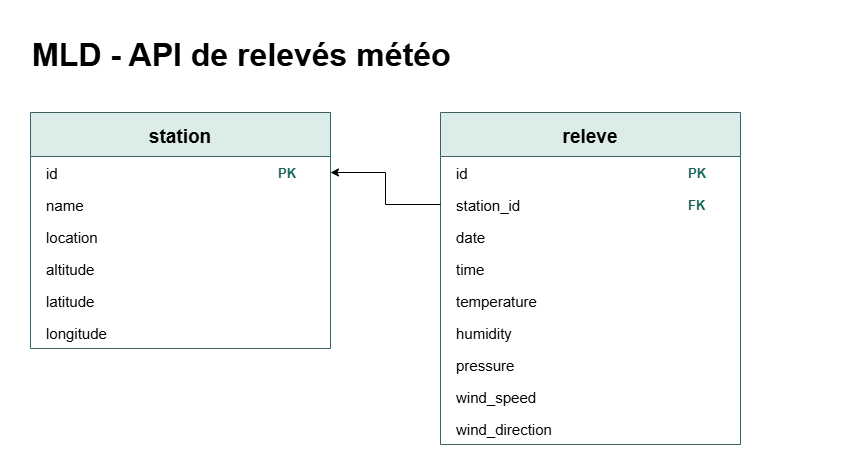 MLD - API de relevés météo
station
id PK
name
location
altitude
latitude
longitude
releve
id PK
station_id FK
date
time
temperature
humidity
pressure
wind_speed
wind_direction